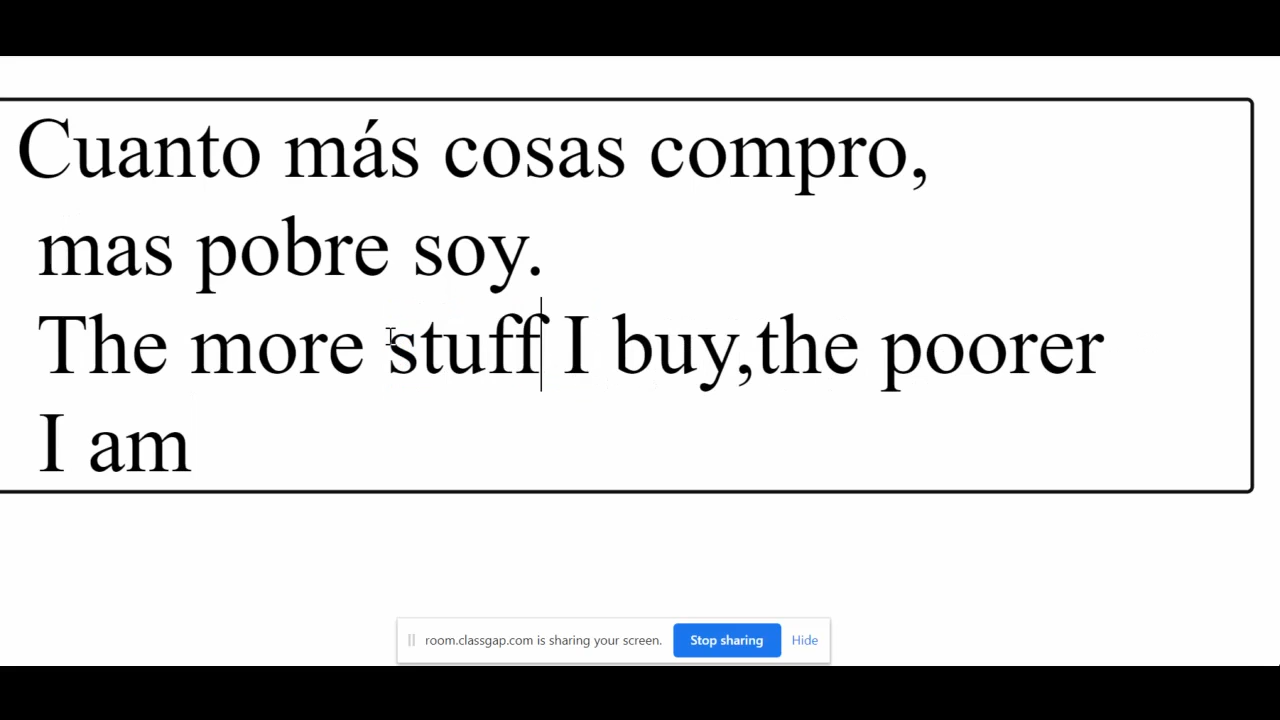 Cuanto más cosas compro,
mas pobre soy.
The more stuff I buy,the poorer
I am
room.classgap.com is sharing your screen.
Stop sharing
Hide